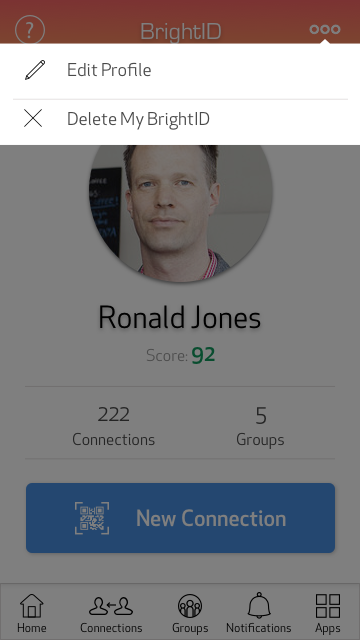 ?
BrightID
Edit Profile
Delete My BrightID
Ronald Jones
Score: 92
222
5
Connections
Groups
New Connection
Home
Connections
Groups
Notifications
Apps